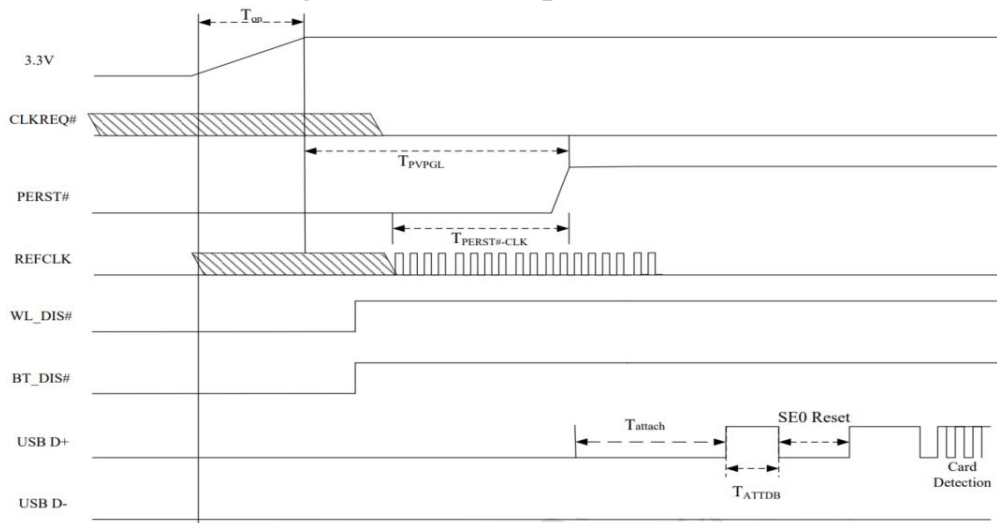 Ton
3.3V
CLKREQ#
TPVPGL
PERST#
TPERST#-CLK
REFCLK
WL_DIS#
BT_DIS#
Tattach
SE0 Reset
USB D+
TATTDB
Card
Detection
USB D-